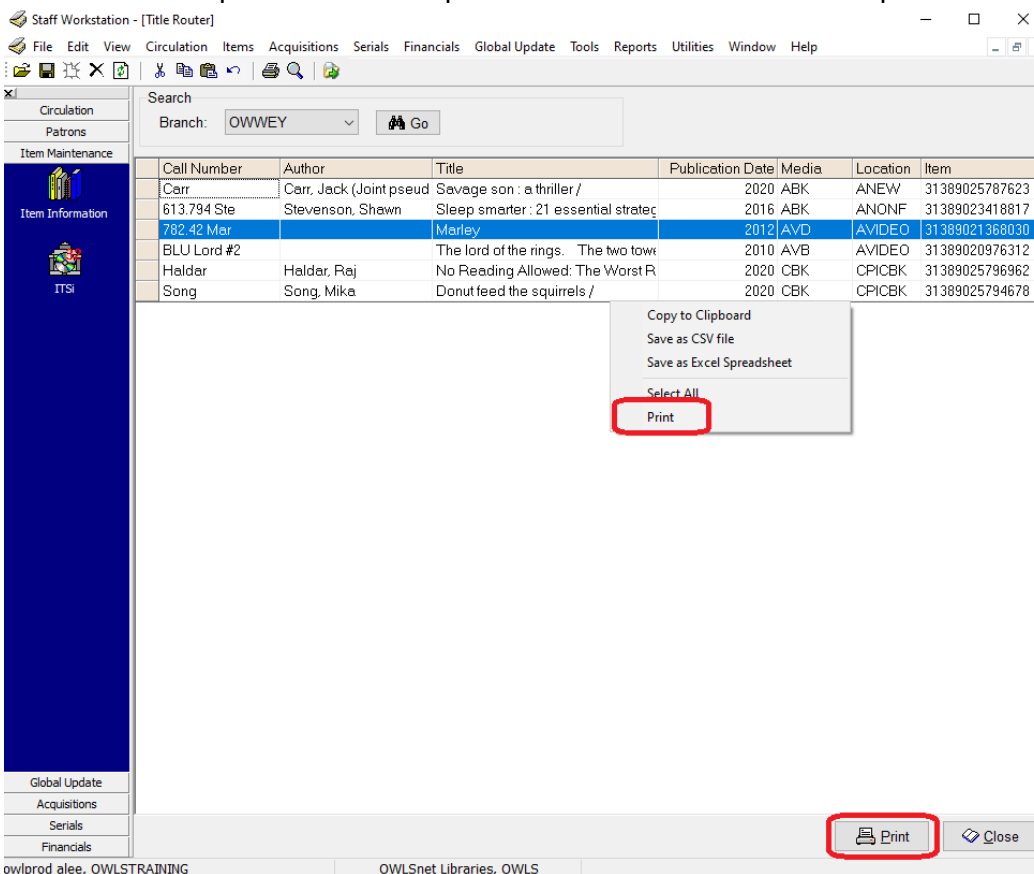 Staff Workstation - [Title Router]
File Edit View Circulation Items Acquisitions Serials Financials Global Update Tools Reports Utilities Window Help
Circulation
Patrons
Item Maintenance
Item Information
ITSi
Search
Branch: OWWEY Go
Call Number Author Title Publication Date Media Location Item
Carr Carr, Jack (Joint pseud Savage son : a thriller / 2020 ABK ANEW 31389025787623
613.794 Ste Stevenson, Shawn Sleep smarter : 21 essential strateg 2016 ABK ANONF 31389023418817
782.42 Mar Marley 2012 AVD AVIDEO 31389021368030
BLU Lord #2 The lord of the rings. The two towe 2010 AVB AVIDEO 31389020976312
Haldar Haldar, Raj No Reading Allowed: The Worst R 2020 CBK CPICBK 31389025796962
Song Song, Mika Donut feed the squirrels / 2020 CBK CPICBK 31389025794678
Copy to Clipboard
Save as CSV file
Save as Excel Spreadsheet
Select All
Print
Global Update
Acquisitions
Serials
Financials
Print Close
owlprod alee, OWLSTRAINING OWLSnet Libraries, OWLS